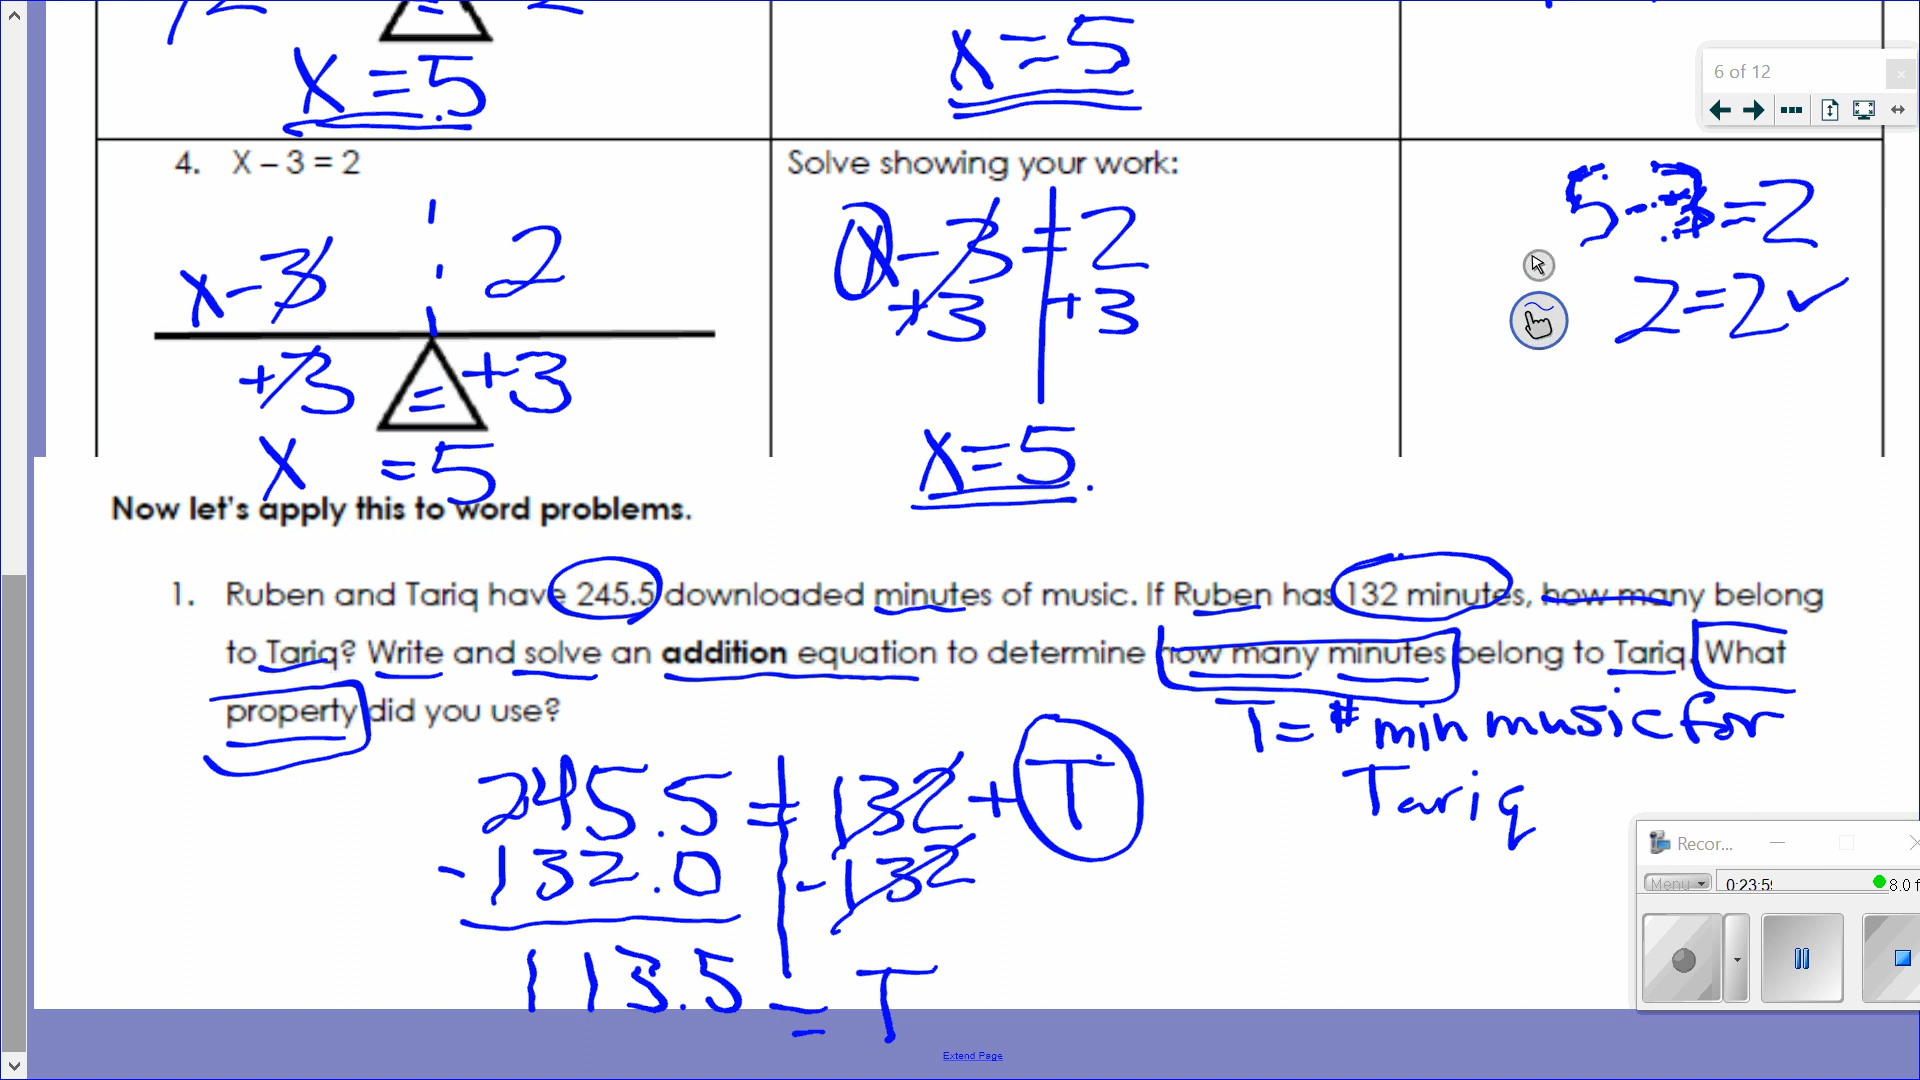 x = 5
x = 5
6 of 12
4. X – 3 = 2
Solve showing your work:
x - 3 2
+3 = +3
x = 5
x - 3 = 2
+3 +3
x = 5.
5 - 3 = 2
2 = 2 ✓
Now let's apply this to word problems.
1. Ruben and Tariq have 245.5 downloaded minutes of music. If Ruben has 132 minutes, how many belong
to Tariq? Write and solve an addition equation to determine how many minutes belong to Tariq. What
property did you use?
T = # min music for
Tariq
245.5 = 132 + T
-132.0 -132
113.5 = T
Recor...
Menu
0:23:59
8.0 f
Extend Page